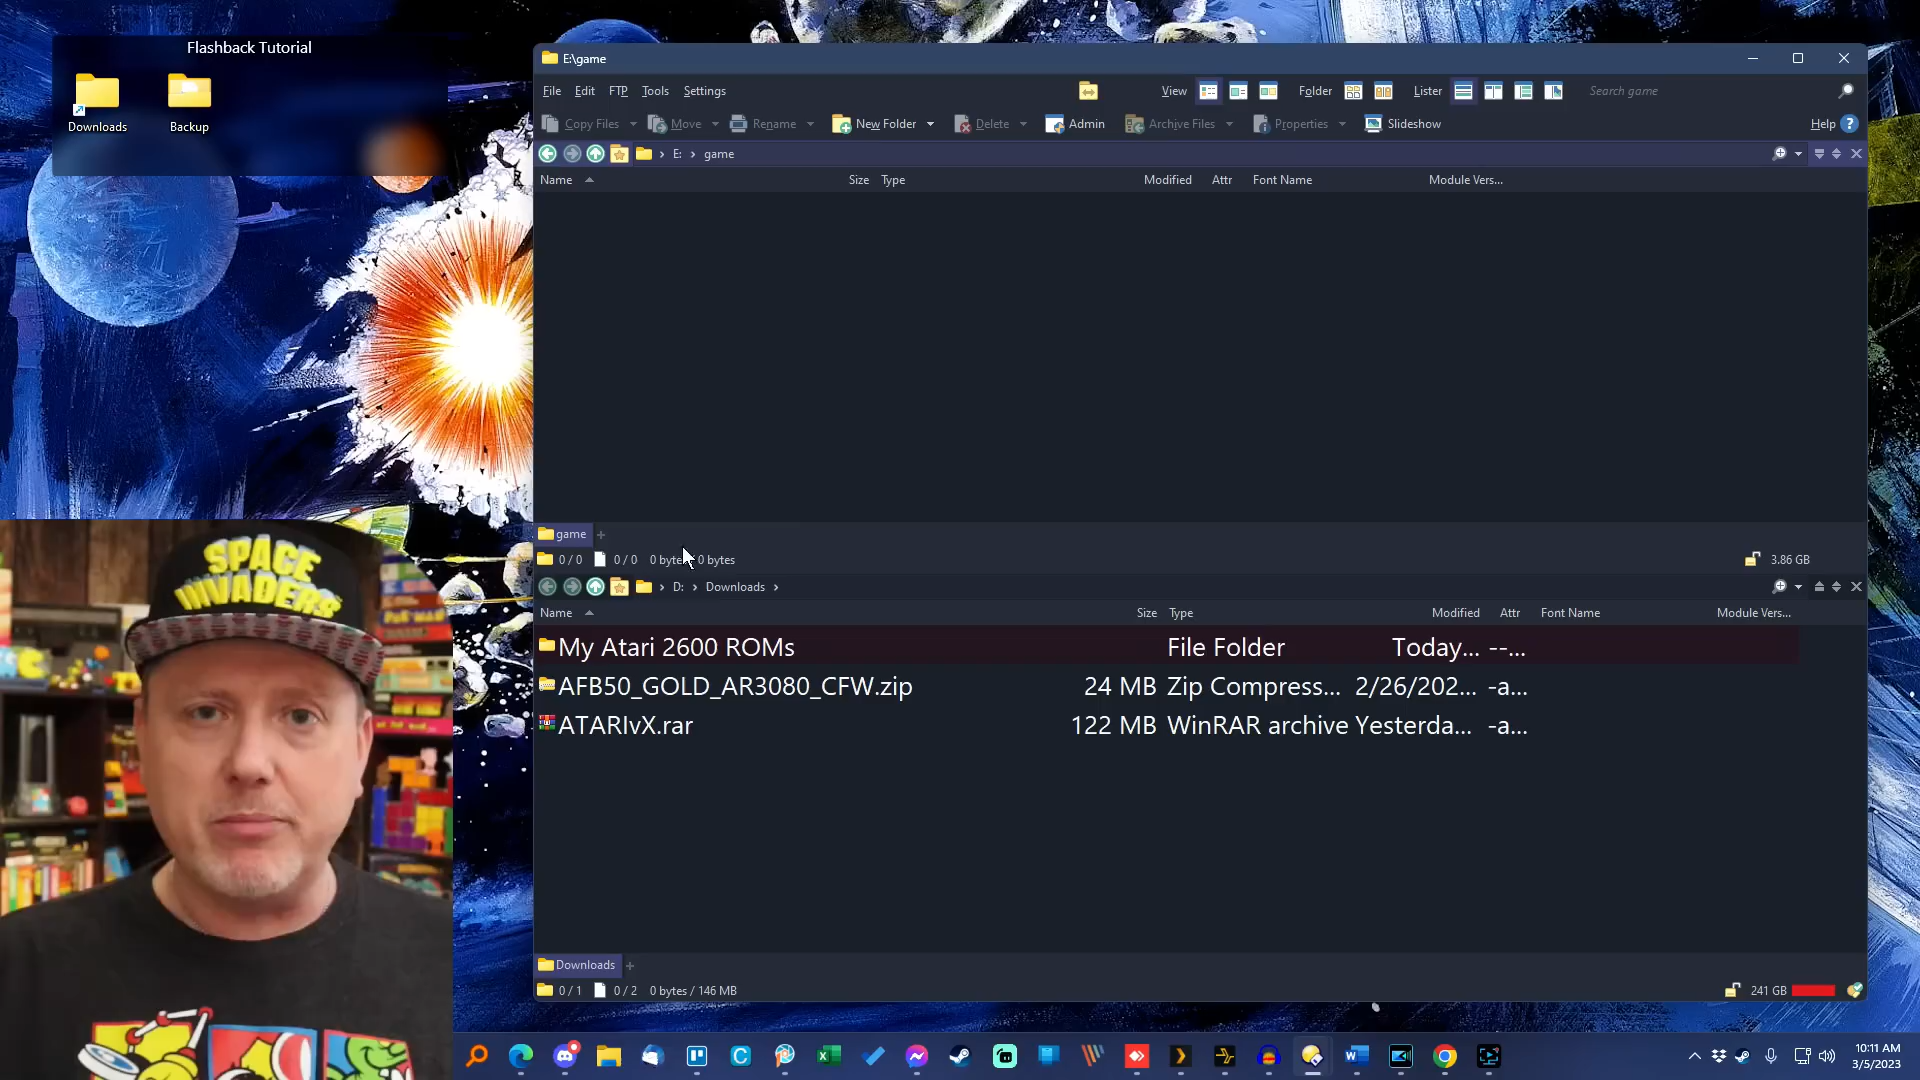 Flashback Tutorial
Downloads
Backup
E:\game
File Edit FTP Tools Settings
View Folder Lister Search game
Copy Files Move Rename New Folder Delete Admin Archive Files Properties Slideshow Help
E: game
Name Size Type Modified Attr Font Name Module Vers...
game
0 / 0 0 / 0 0 bytes 0 bytes 3.86 GB
D: Downloads
Name Size Type Modified Attr Font Name Module Vers...
My Atari 2600 ROMs File Folder Today... --...
AFB50_GOLD_AR3080_CFW.zip 24 MB Zip Compress... 2/26/202... -a...
ATARIvX.rar 122 MB WinRAR archive Yesterda... -a...
Downloads
0 / 1 0 / 2 0 bytes / 146 MB 241 GB
SPACE
INVADERS
10:11 AM
3/5/2023